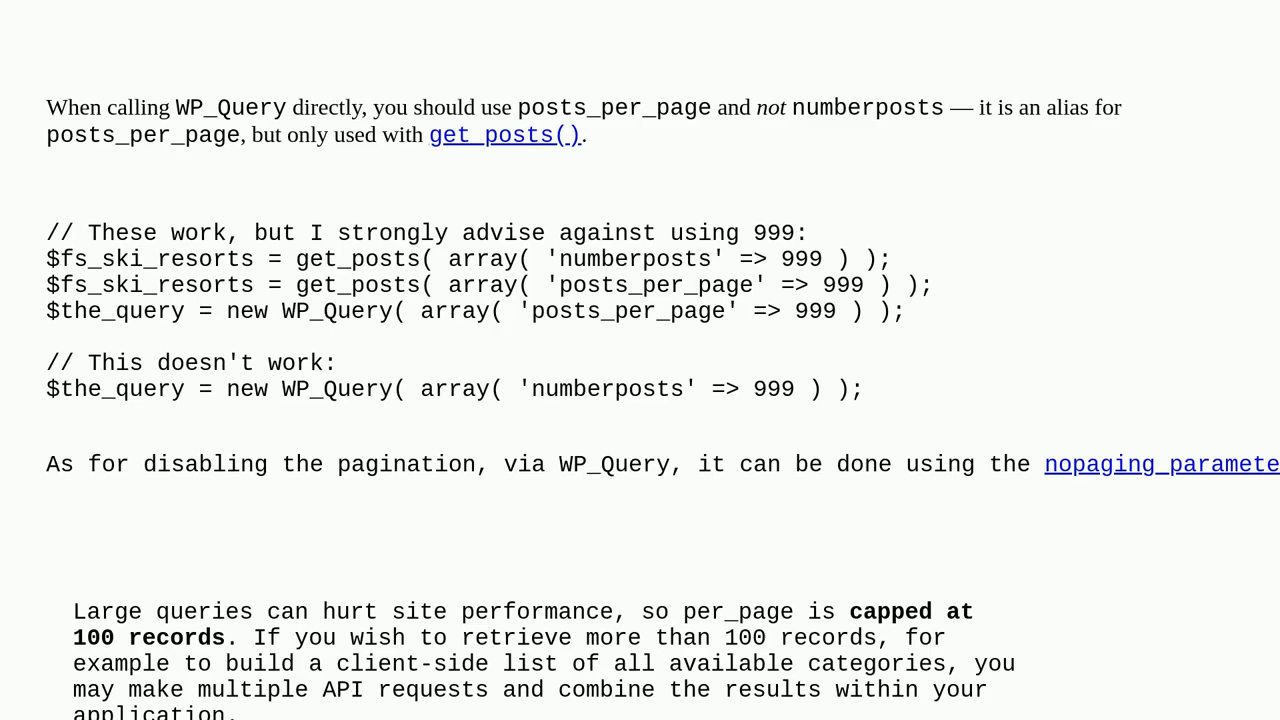 When calling WP_Query directly, you should use posts_per_page and not numberposts — it is an alias for
posts_per_page, but only used with get_posts().
// These work, but I strongly advise against using 999:
$fs_ski_resorts = get_posts( array( 'numberposts' => 999 ) );
$fs_ski_resorts = get_posts( array( 'posts_per_page' => 999 ) );
$the_query = new WP_Query( array( 'posts_per_page' => 999 ) );
// This doesn't work:
$the_query = new WP_Query( array( 'numberposts' => 999 ) );
As for disabling the pagination, via WP_Query, it can be done using the nopaging paramete
Large queries can hurt site performance, so per_page is capped at
100 records. If you wish to retrieve more than 100 records, for
example to build a client-side list of all available categories, you
may make multiple API requests and combine the results within your
application.